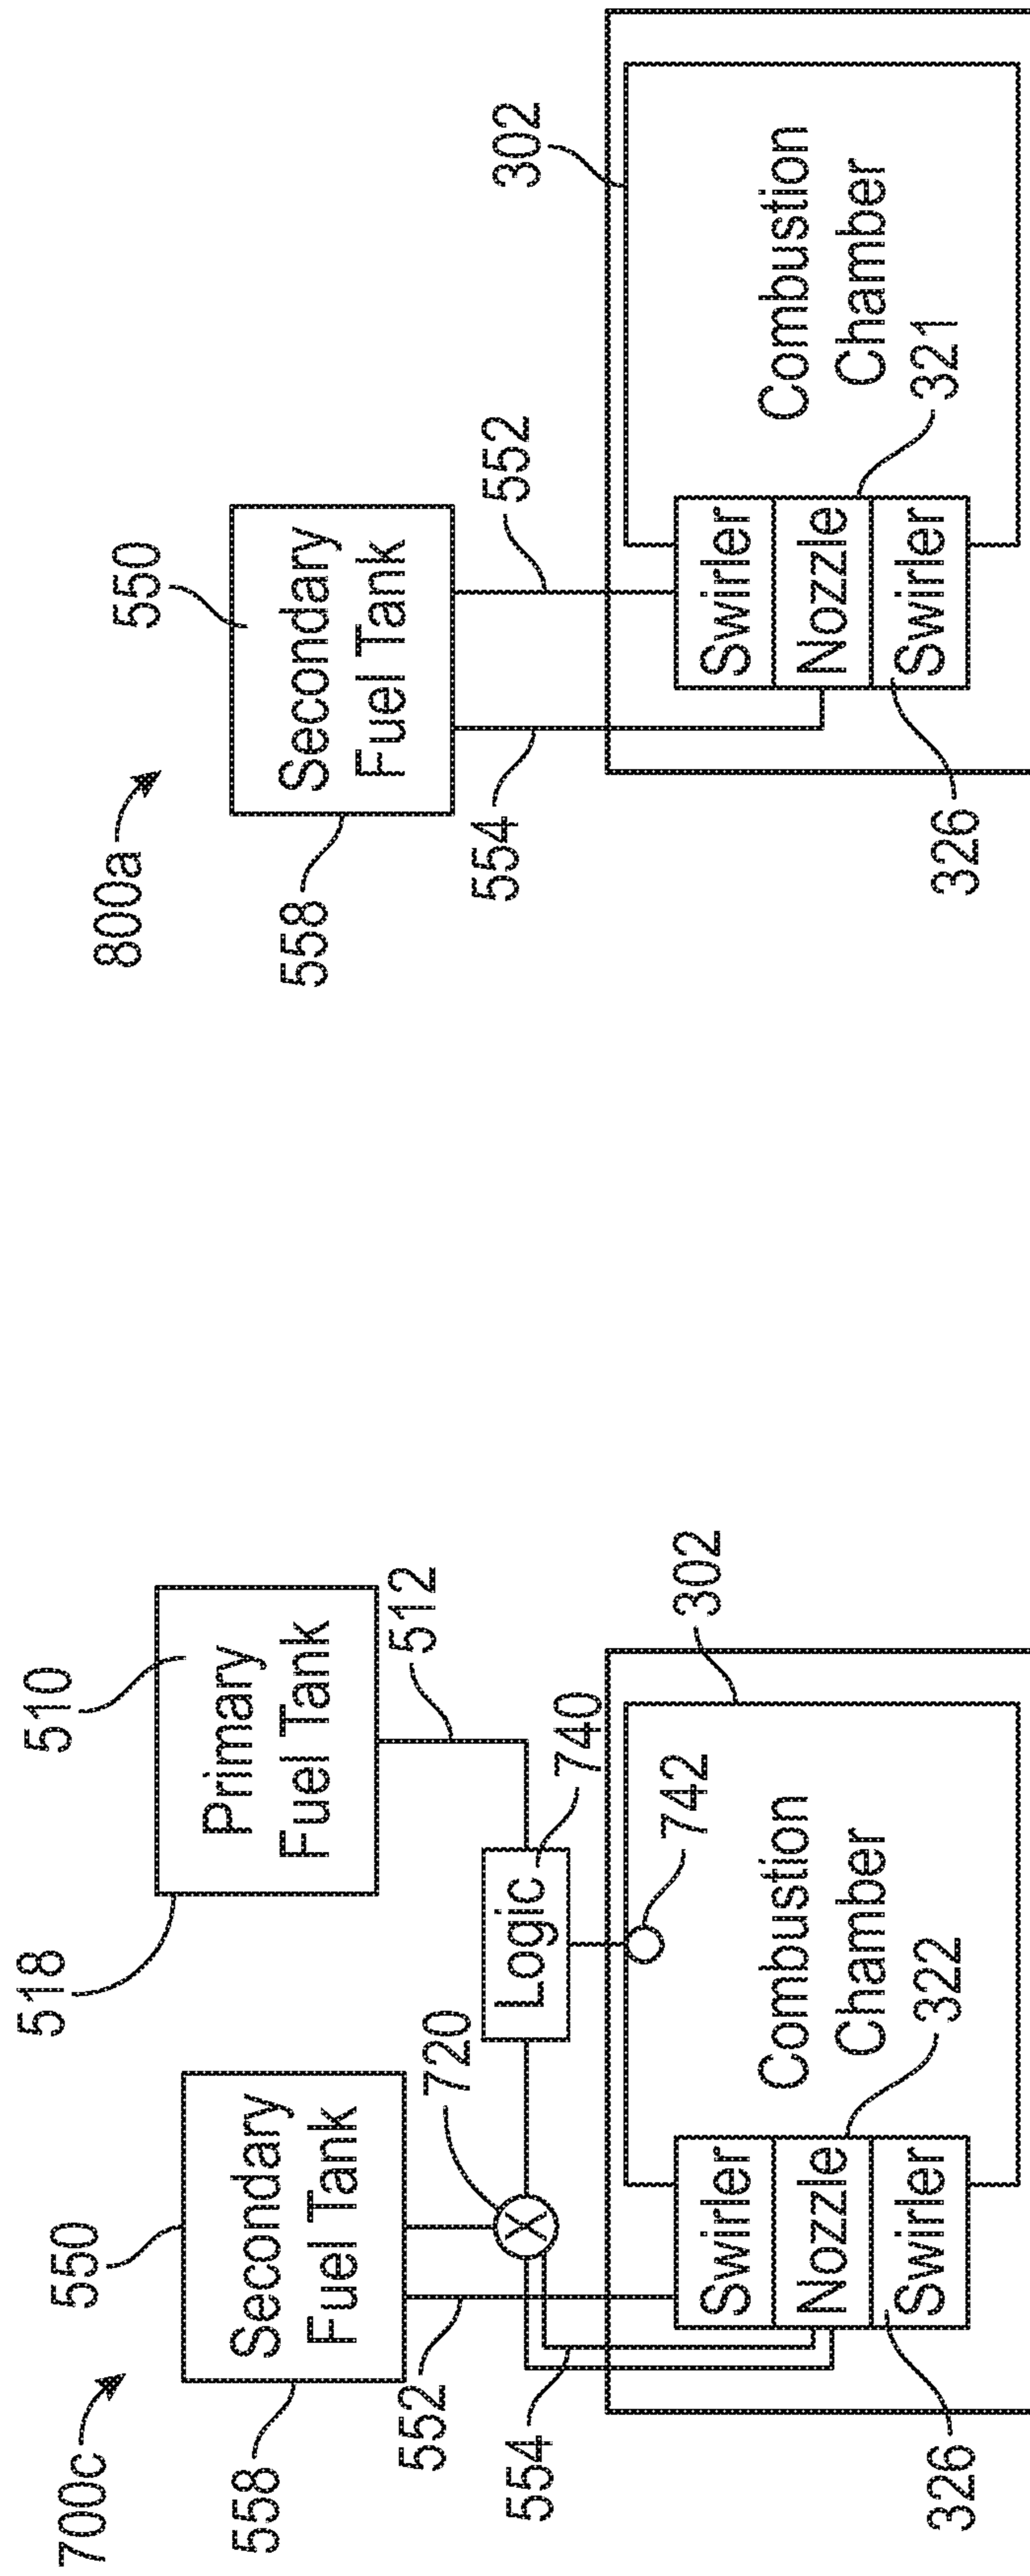 700c
550
558
Secondary
Fuel Tank
510
518
Primary
Fuel Tank
512
552
554
720
Logic
740
742
302
Swirler
Nozzle
Swirler
326
322
Combustion
Chamber
800a
550
558
Secondary
Fuel Tank
552
554
302
Swirler
Nozzle
Swirler
326
321
Combustion
Chamber
X